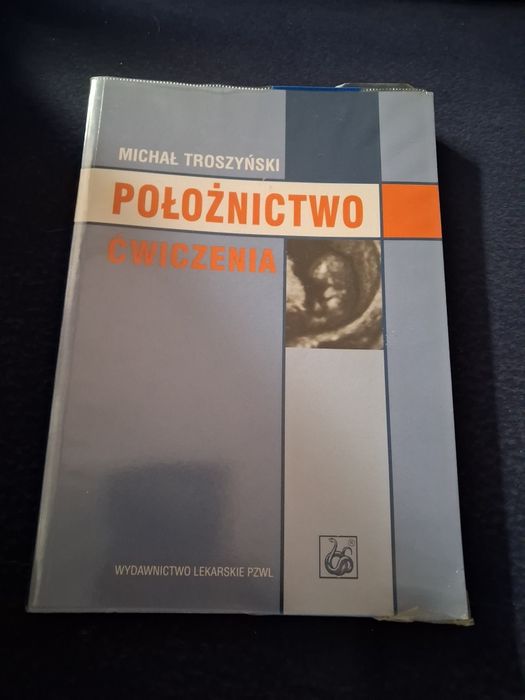 MICHAŁ TROSZYŃSKI
POŁOŻNICTWO
ĆWICZENIA
WYDAWNICTWO LEKARSKIE PZWL